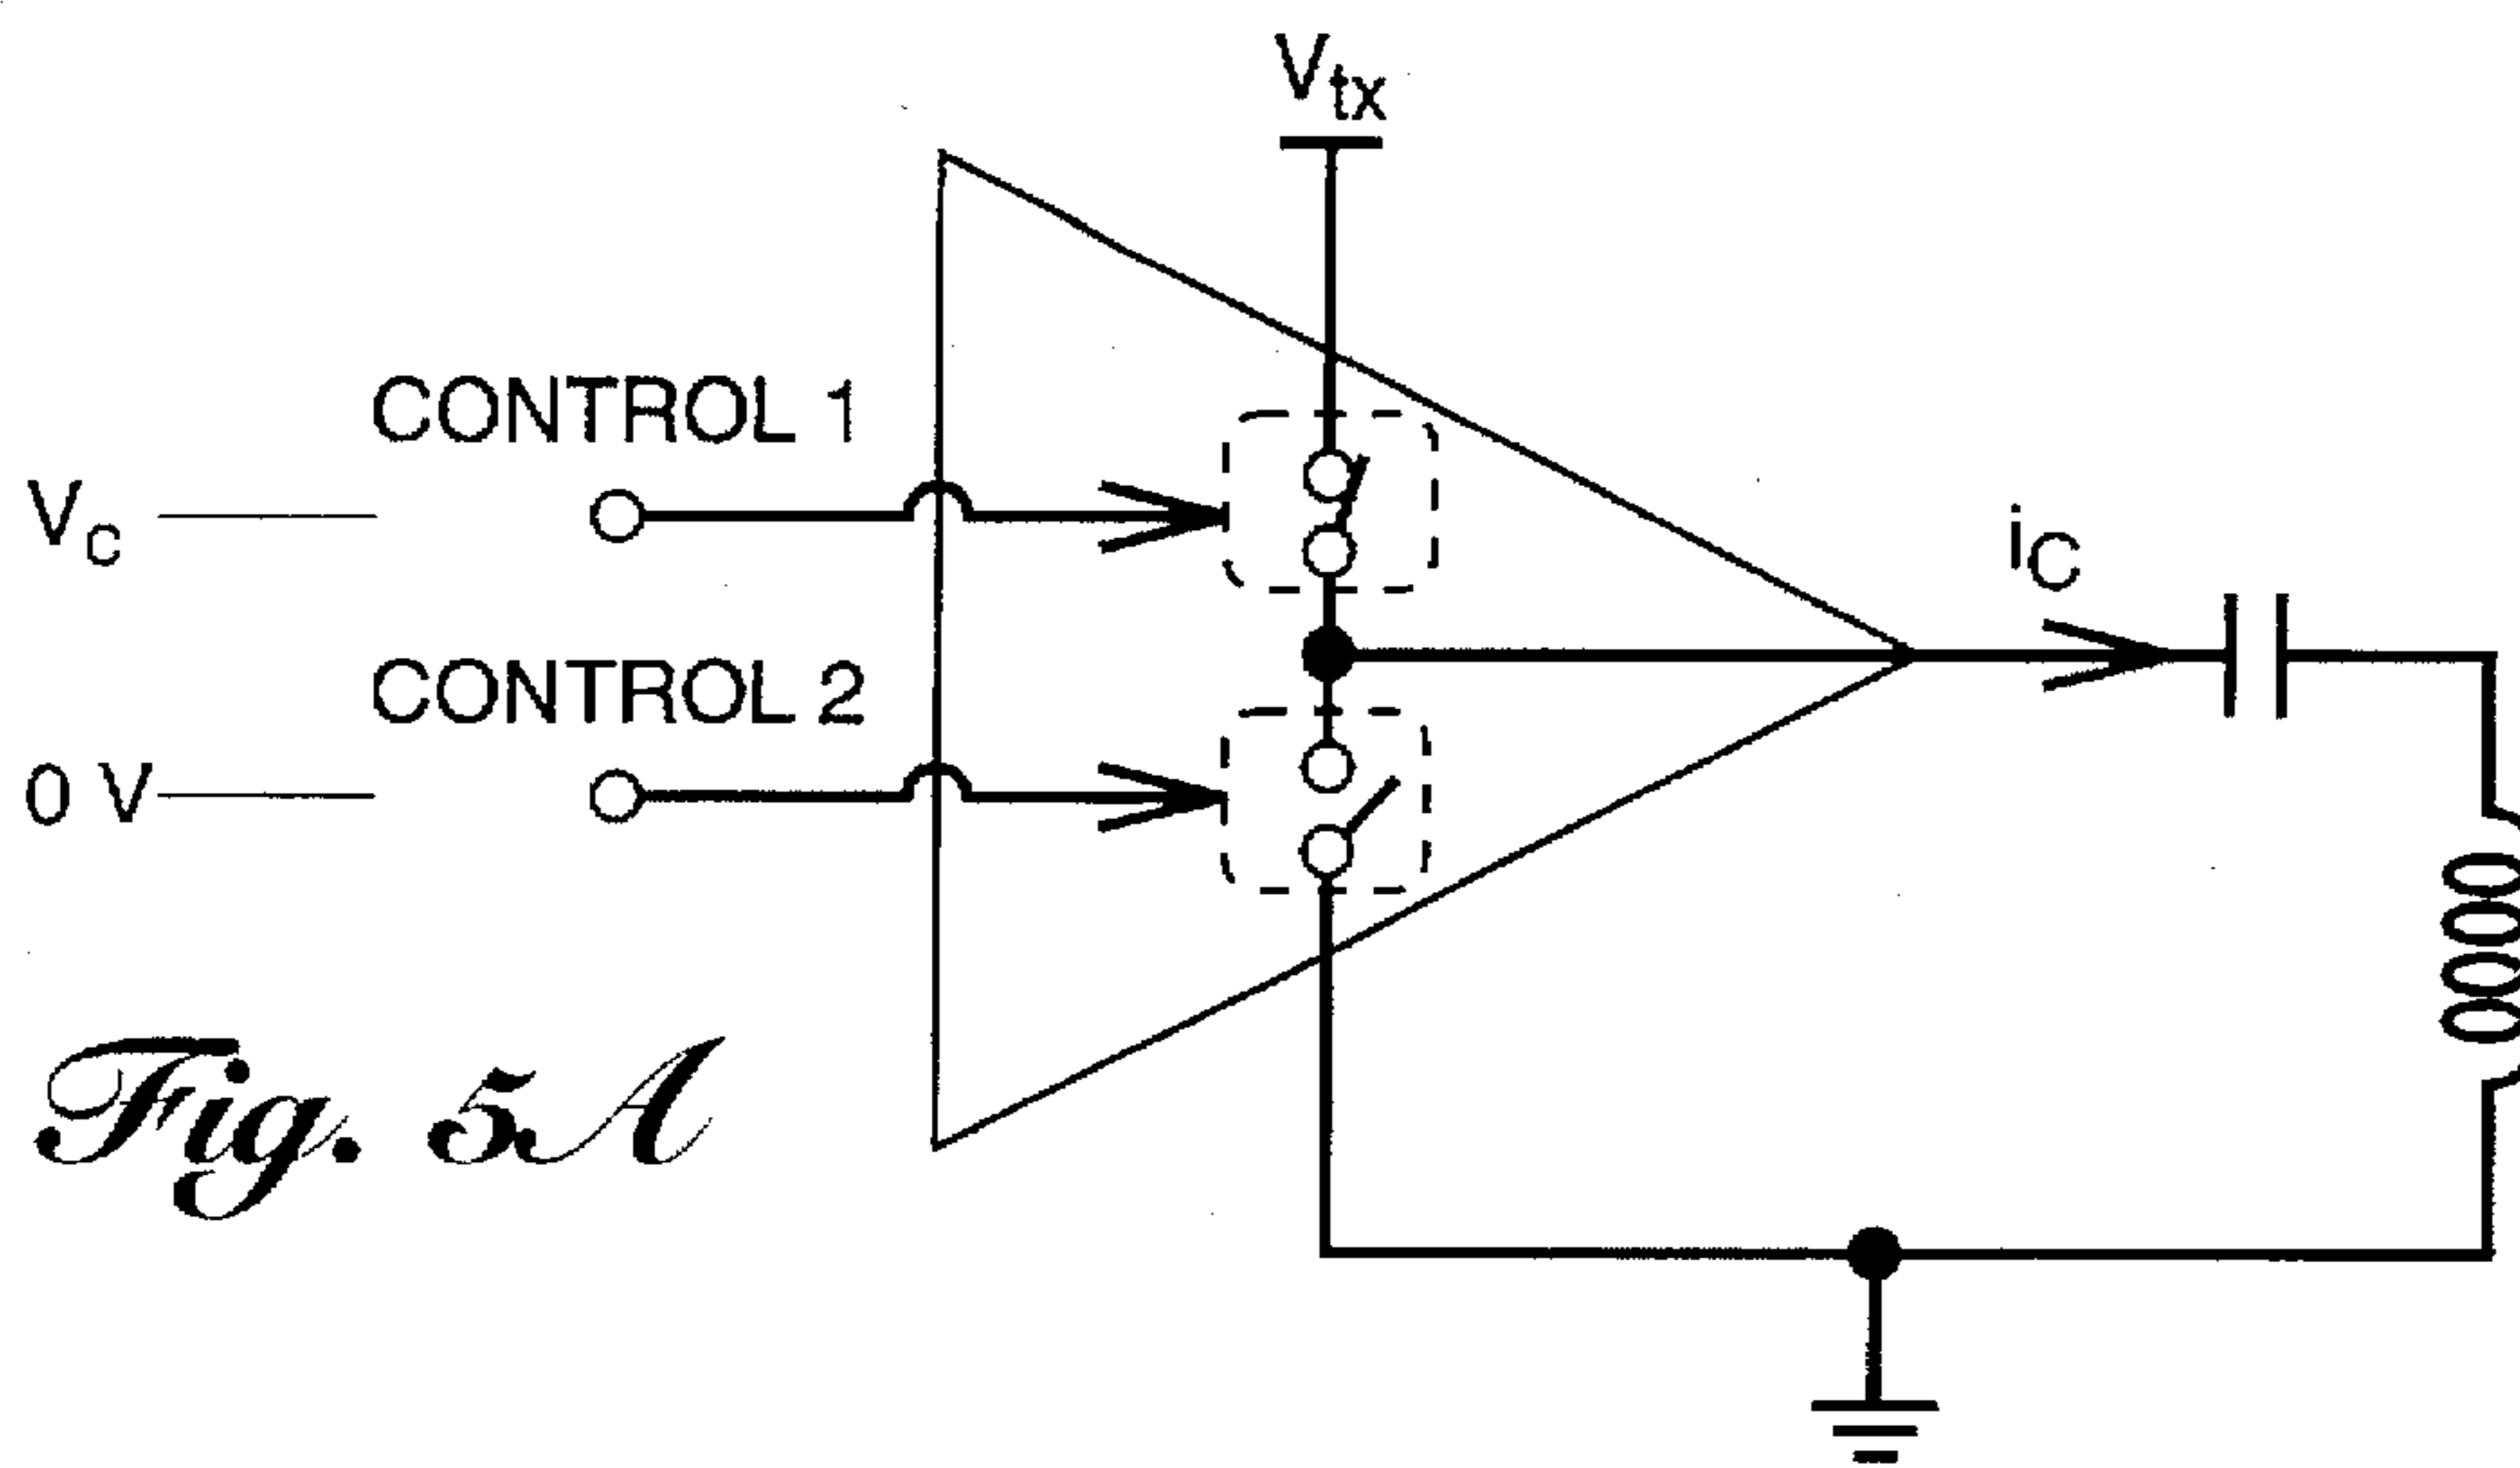 Vtx
CONTROL 1
Vc
iC
CONTROL 2
0 V
Fig. 5A